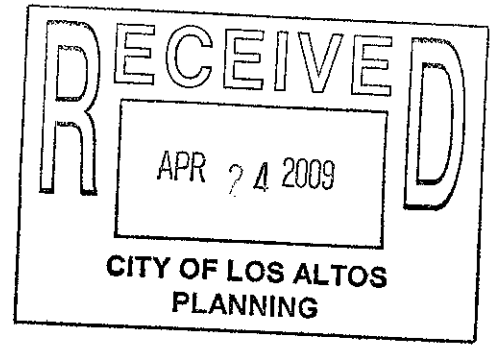 RECEIVED
APR 24 2009
CITY OF LOS ALTOS
PLANNING